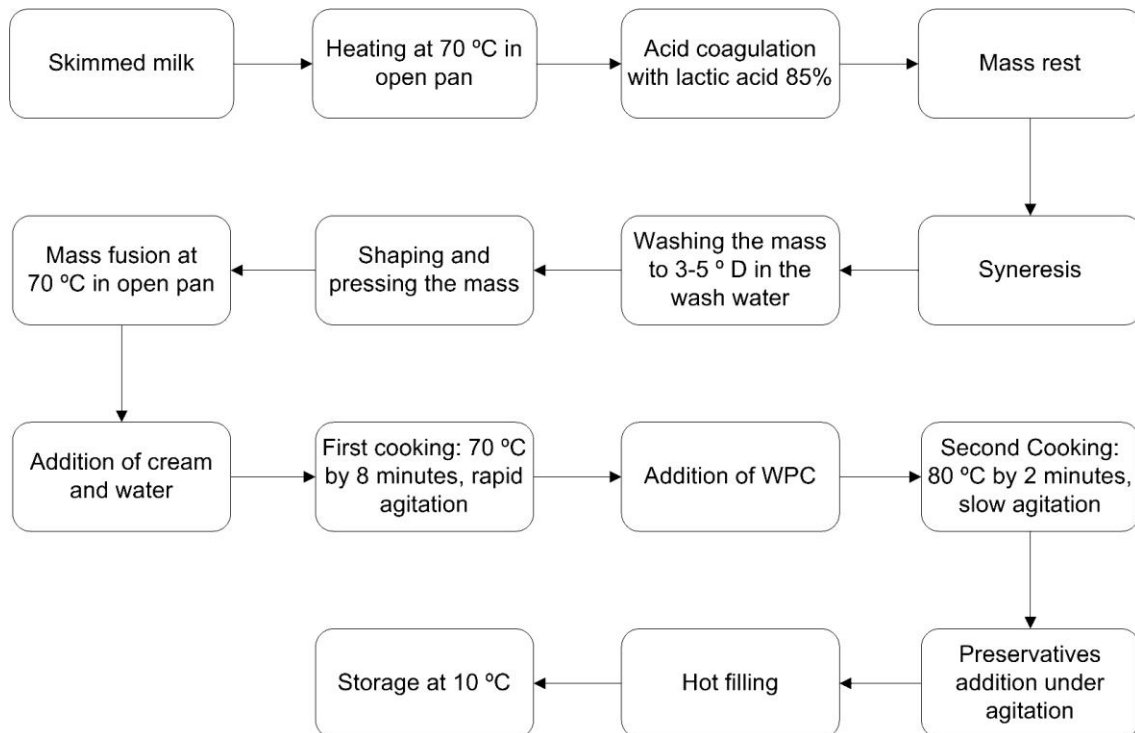 Skimmed milk
Heating at 70 ºC in
open pan
Acid coagulation
with lactic acid 85%
Mass rest
Syneresis
Washing the mass
to 3-5 º D in the
wash water
Shaping and
pressing the mass
Mass fusion at
70 ºC in open pan
Addition of cream
and water
First cooking: 70 ºC
by 8 minutes, rapid
agitation
Addition of WPC
Second Cooking:
80 ºC by 2 minutes,
slow agitation
Preservatives
addition under
agitation
Hot filling
Storage at 10 ºC